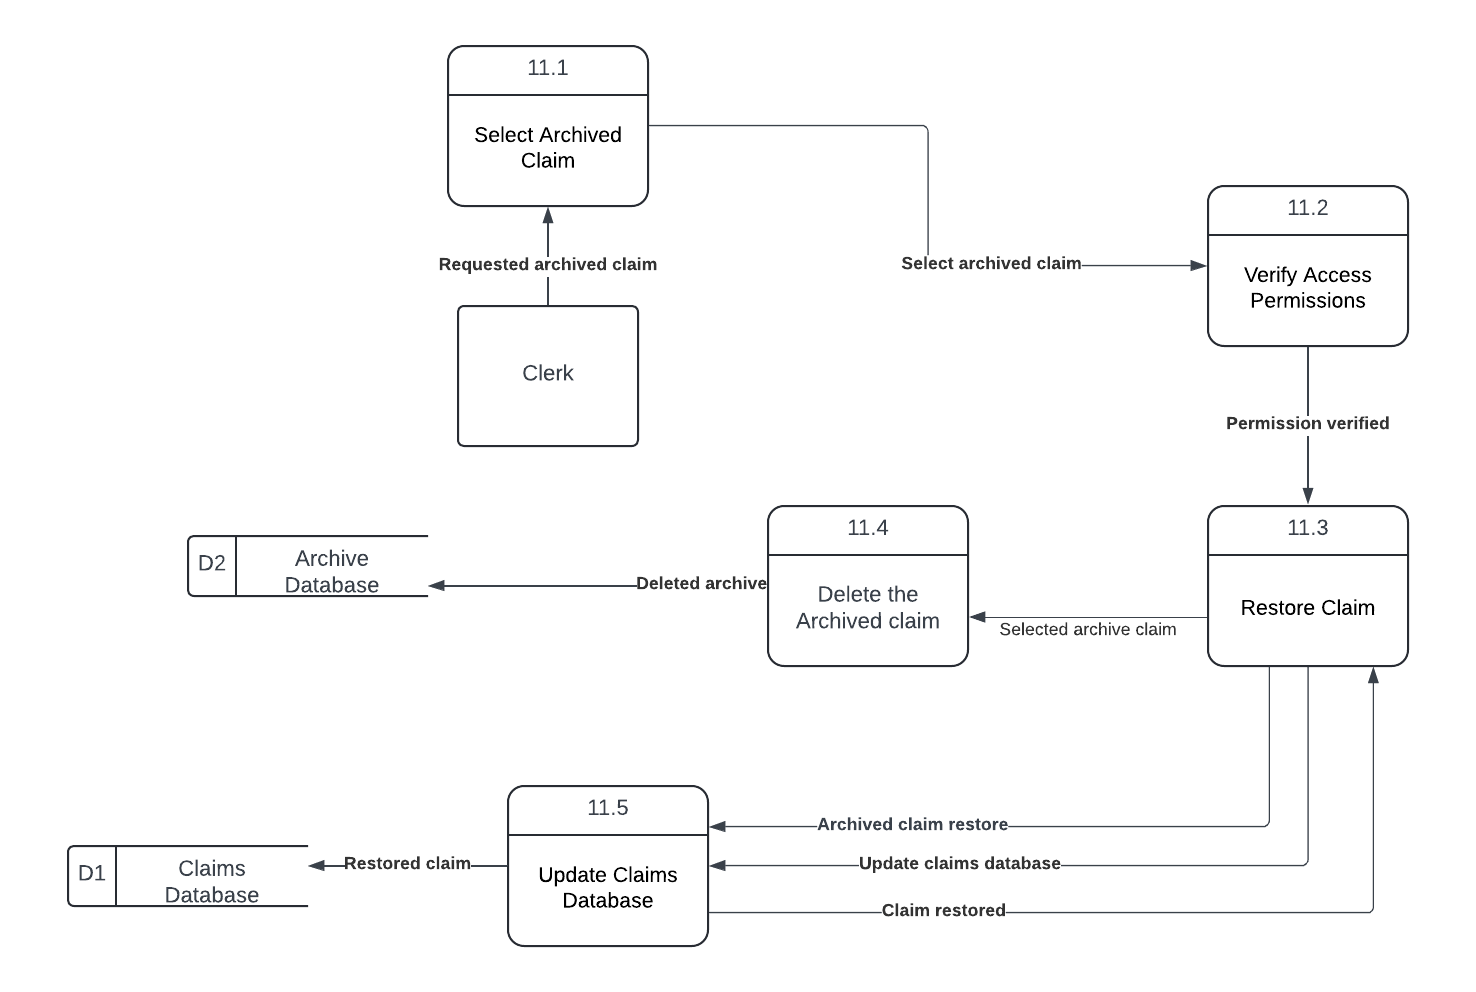 11.1
Select Archived
Claim
11.2
Verify Access
Permissions
Requested archived claim
Select archived claim
Clerk
Permission verified
11.4
Delete the
Archived claim
11.3
Restore Claim
D2
Archive
Database
Deleted archive
Selected archive claim
11.5
Update Claims
Database
Archived claim restore
Update claims database
Claim restored
D1
Claims
Database
Restored claim